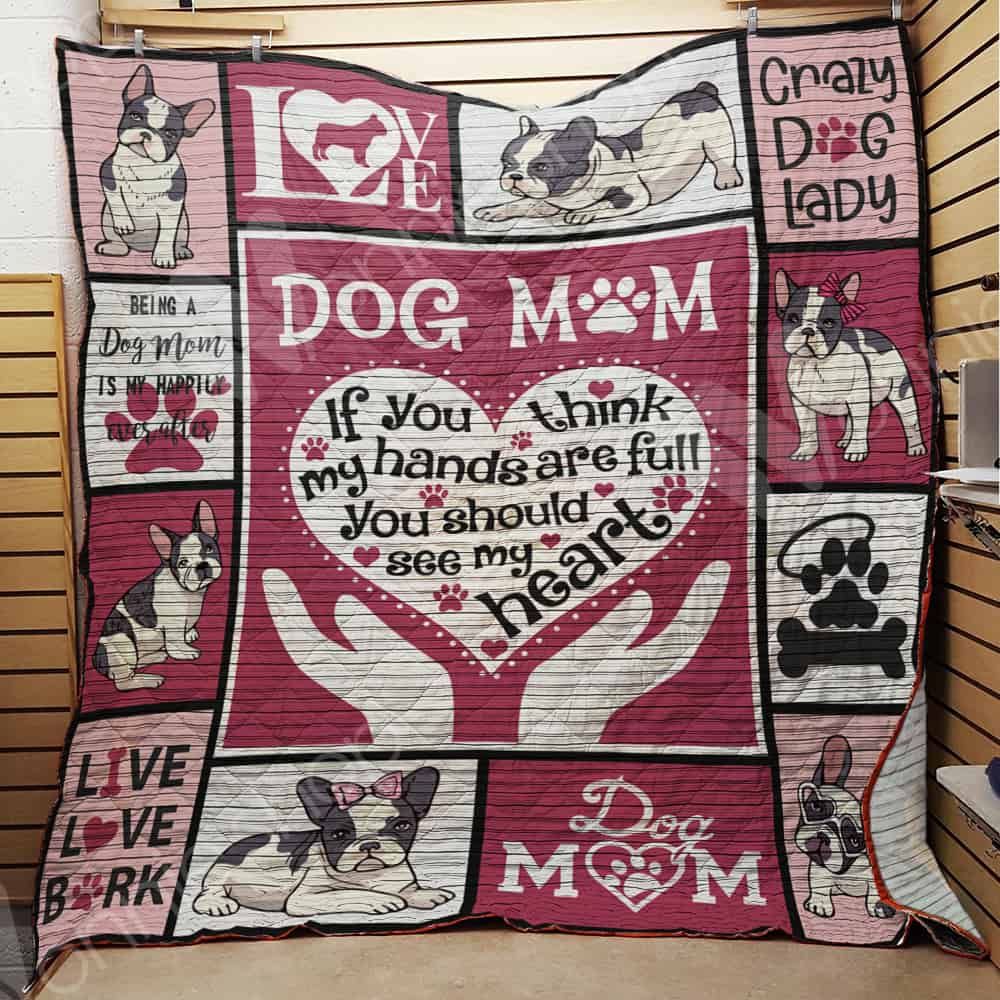 LOVE
CRAZY
DOG
LADY
DOG MOM
BEING A
Dog Mom
IS MY HAPPILY
ever after
If you think
my hands are full
you should
see my
heart
LIVE
LOVE
BARK
Dog
MOM